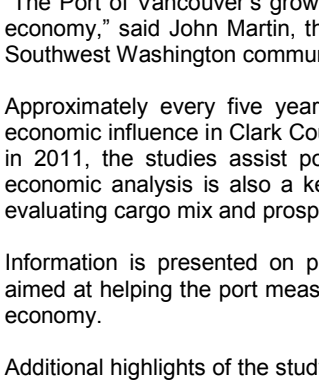 "The Port of Vancouver's grow
economy," said John Martin, th
Southwest Washington commu
Approximately every five year
economic influence in Clark Co
in 2011, the studies assist po
economic analysis is also a ke
evaluating cargo mix and prosp
Information is presented on p
aimed at helping the port meas
economy.
Additional highlights of the stud